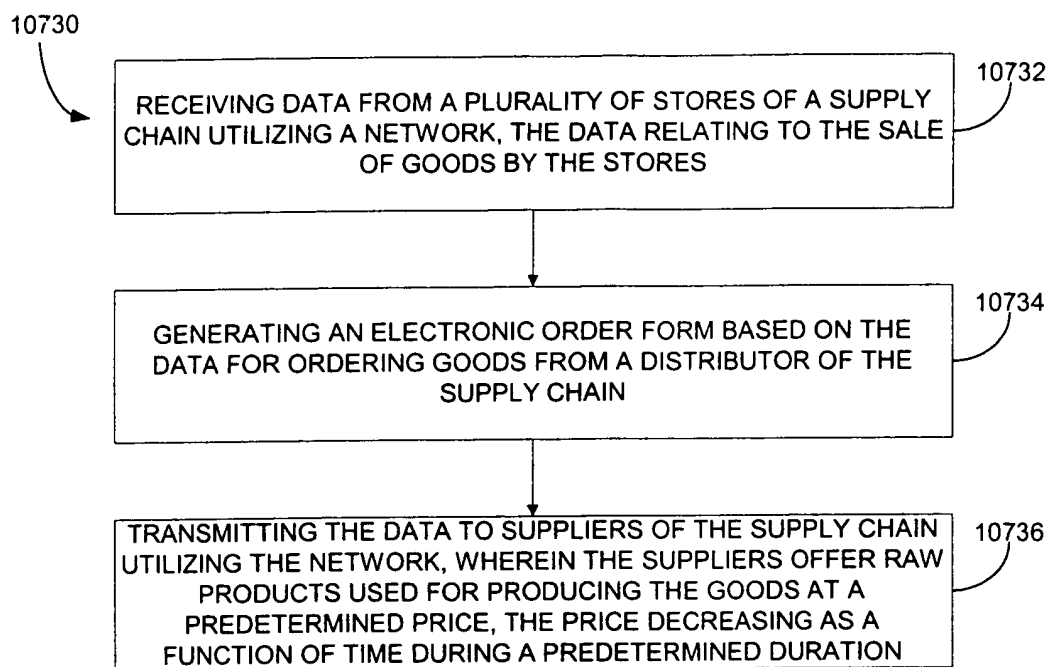 10730
10732
RECEIVING DATA FROM A PLURALITY OF STORES OF A SUPPLY
CHAIN UTILIZING A NETWORK, THE DATA RELATING TO THE SALE
OF GOODS BY THE STORES
10734
GENERATING AN ELECTRONIC ORDER FORM BASED ON THE
DATA FOR ORDERING GOODS FROM A DISTRIBUTOR OF THE
SUPPLY CHAIN
10736
TRANSMITTING THE DATA TO SUPPLIERS OF THE SUPPLY CHAIN
UTILIZING THE NETWORK, WHEREIN THE SUPPLIERS OFFER RAW
PRODUCTS USED FOR PRODUCING THE GOODS AT A
PREDETERMINED PRICE, THE PRICE DECREASING AS A
FUNCTION OF TIME DURING A PREDETERMINED DURATION